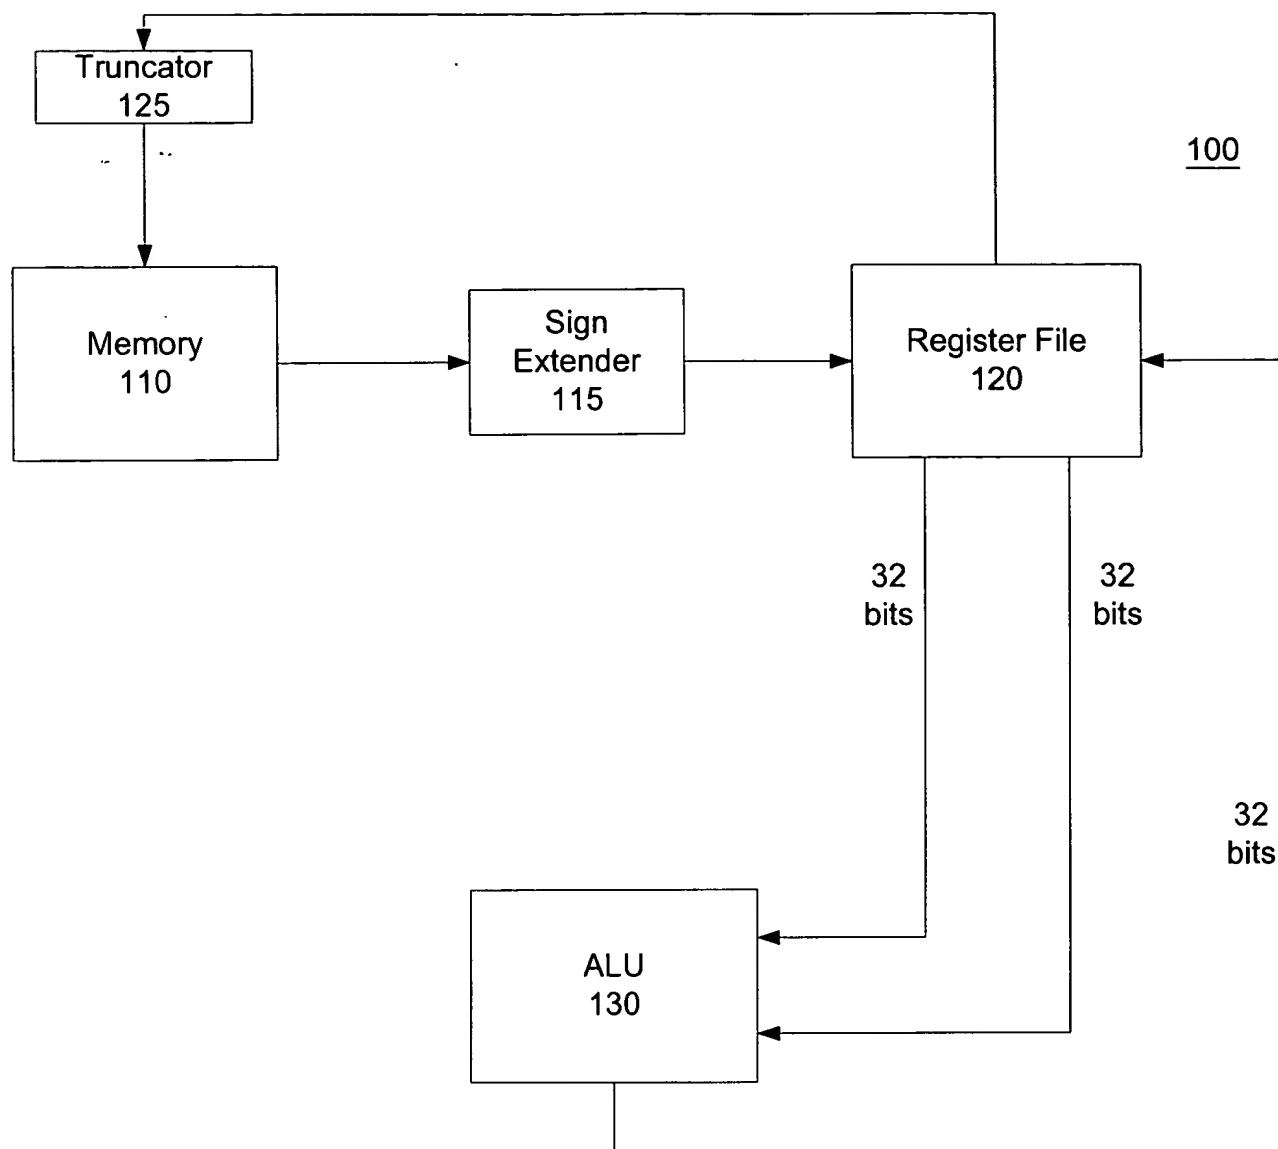 Truncator
125
100
Memory
110
Sign
Extender
115
Register File
120
32
bits
32
bits
32
bits
ALU
130